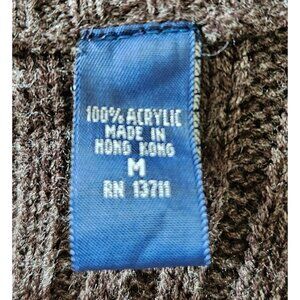 100% ACRYLIC
MADE IN
HONG KONG
M
RN 13711